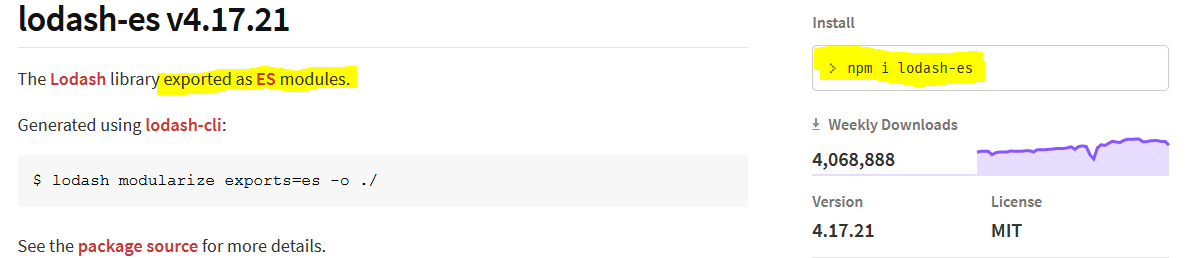 lodash-es v4.17.21
The Lodash library exported as ES modules.
Generated using lodash-cli:
$ lodash modularize exports=es -o ./
See the package source for more details.
Install
> npm i lodash-es
Weekly Downloads
4,068,888
Version License
4.17.21 MIT